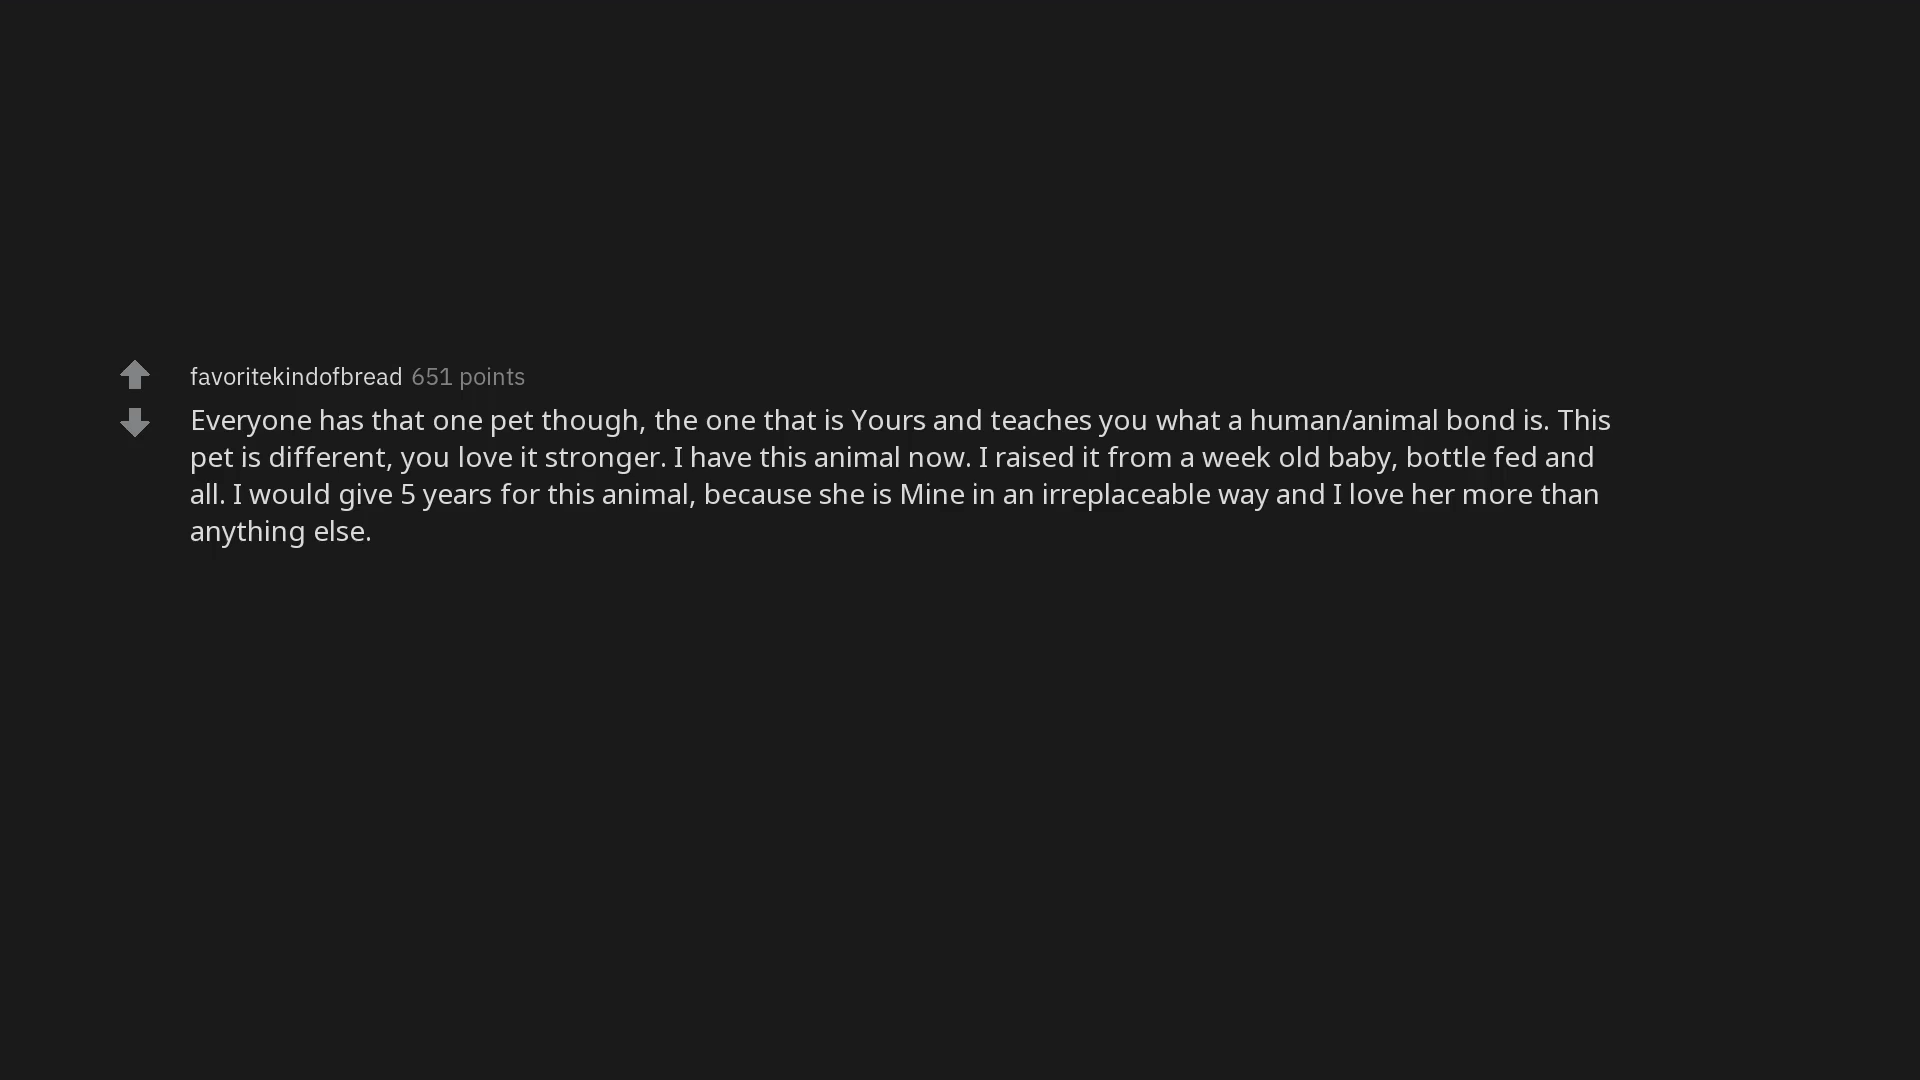 favoritekindofbread 651 points
Everyone has that one pet though, the one that is Yours and teaches you what a human/animal bond is. This
pet is different, you love it stronger. I have this animal now. I raised it from a week old baby, bottle fed and
all. I would give 5 years for this animal, because she is Mine in an irreplaceable way and I love her more than
anything else.